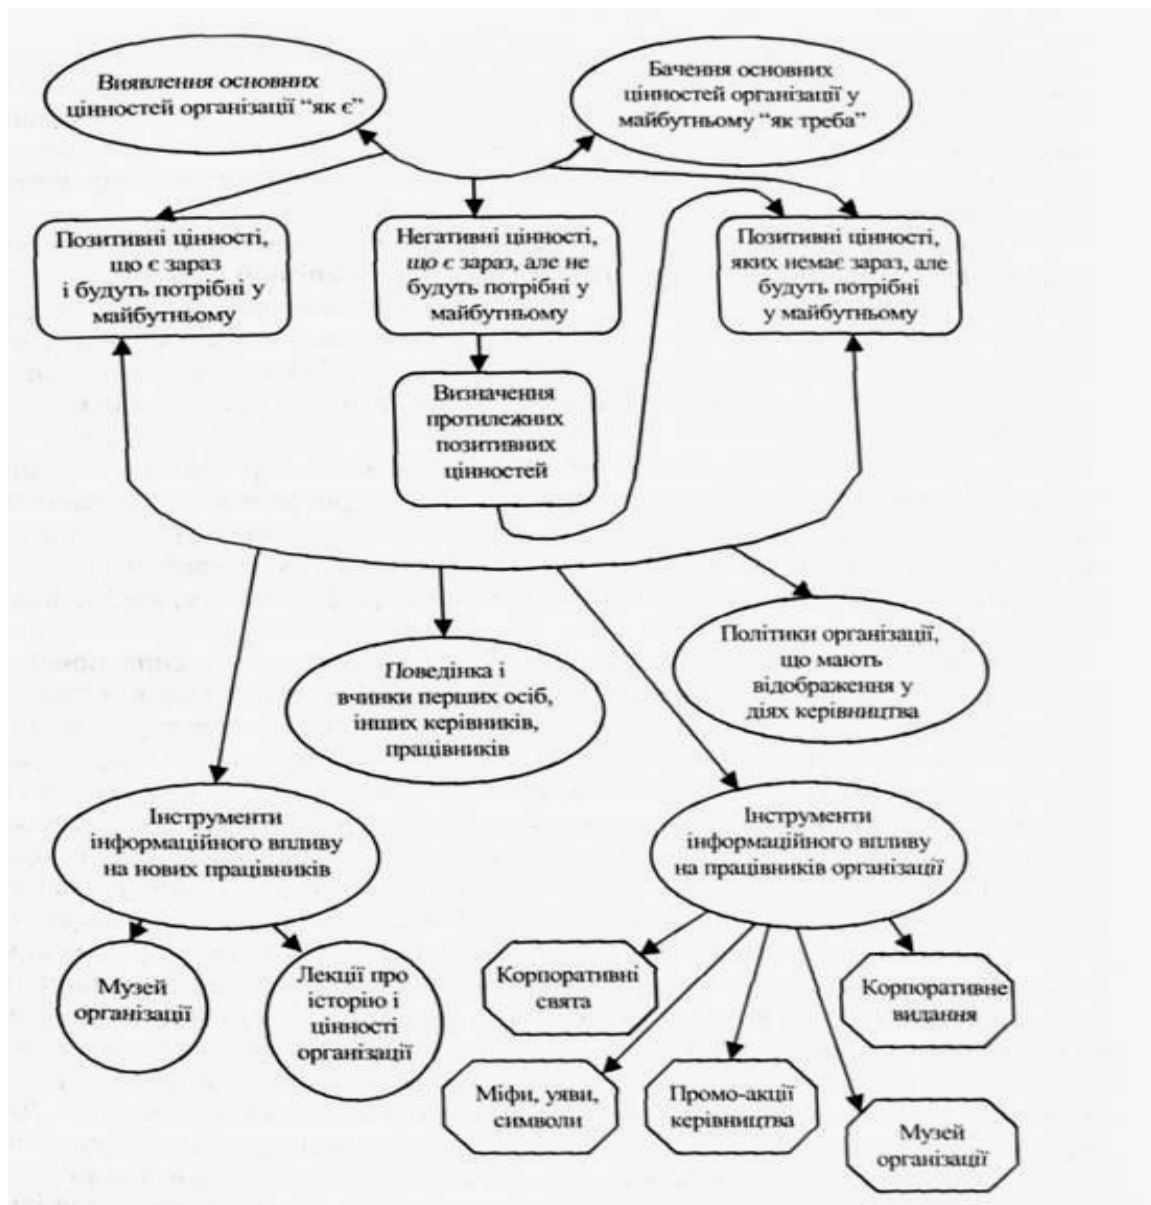 Виявлення основних
цінностей організації “як є”
Бачення основних
цінностей організації у
майбутньому “як треба”
Позитивні цінності,
що є зараз
і будуть потрібні у
майбутньому
Негативні цінності,
що є зараз, але не
будуть потрібні у
майбутньому
Позитивні цінності,
яких немає зараз, але
будуть потрібні
у майбутньому
Визначення
протилежних
позитивних
цінностей
Політики організації,
що мають
відображення у
діях керівництва
Поведінка і
вчинки перших осіб,
інших керівників,
працівників
Інструменти
інформаційного впливу
на нових працівників
Інструменти
інформаційного впливу
на працівників організації
Музей
організації
Лекції про
історію і
цінності
організації
Корпоративні
свята
Корпоративне
видання
Міфи, уяви,
символи
Промо-акції
керівництва
Музей
організації